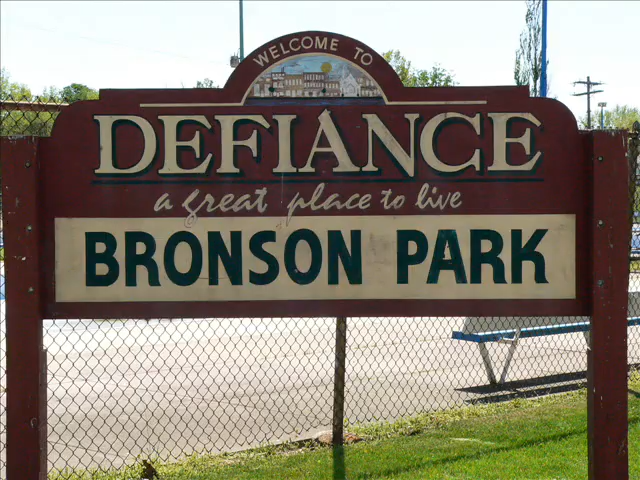 WELCOME TO
DEFIANCE
a great place to live
BRONSON PARK